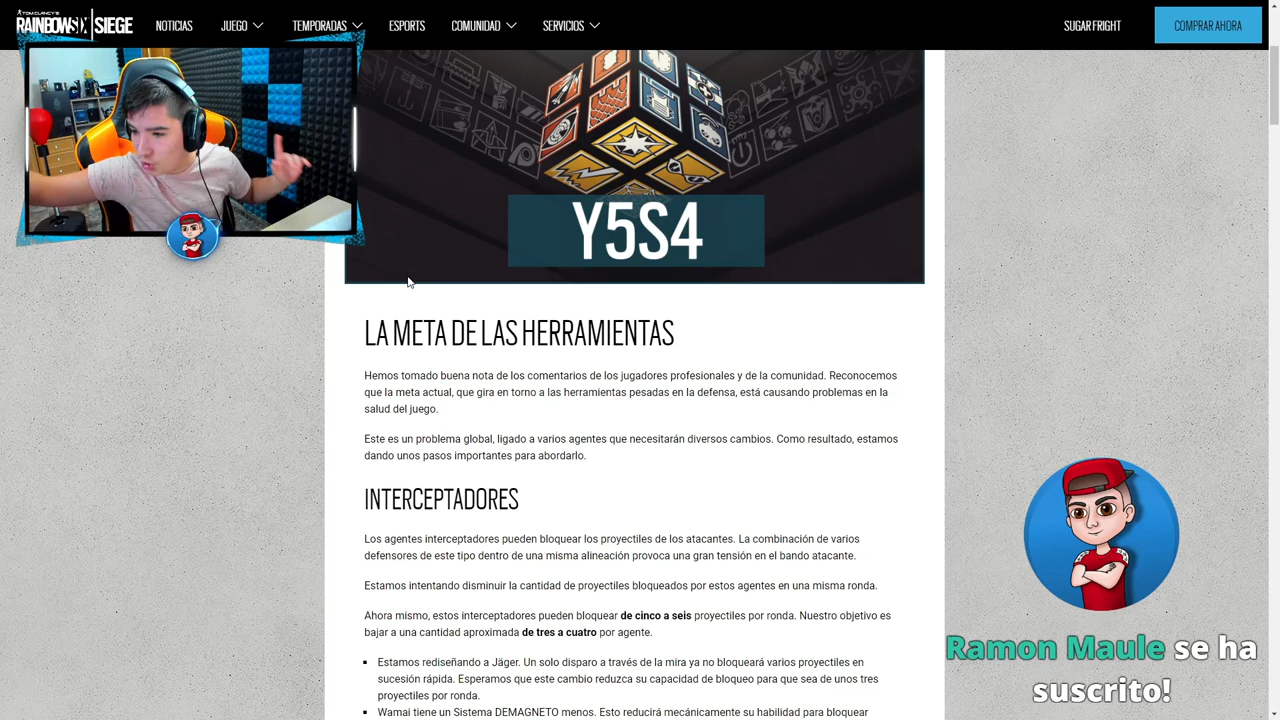 TOM CLANCY'S
RAINBOWSIX SIEGE
NOTICIAS
JUEGO
TEMPORADAS
ESPORTS
COMUNIDAD
SERVICIOS
SUGAR FRIGHT
COMPRAR AHORA
Y5S4
LA META DE LAS HERRAMIENTAS
Hemos tomado buena nota de los comentarios de los jugadores profesionales y de la comunidad. Reconocemos
que la meta actual, que gira en torno a las herramientas pesadas en la defensa, está causando problemas en la
salud del juego.
Este es un problema global, ligado a varios agentes que necesitarán diversos cambios. Como resultado, estamos
dando unos pasos importantes para abordarlo.
INTERCEPTADORES
Los agentes interceptadores pueden bloquear los proyectiles de los atacantes. La combinación de varios
defensores de este tipo dentro de una misma alineación provoca una gran tensión en el bando atacante.
Estamos intentando disminuir la cantidad de proyectiles bloqueados por estos agentes en una misma ronda.
Ahora mismo, estos interceptadores pueden bloquear de cinco a seis proyectiles por ronda. Nuestro objetivo es
bajar a una cantidad aproximada de tres a cuatro por agente.
Estamos rediseñando a Jäger. Un solo disparo a través de la mira ya no bloqueará varios proyectiles en
sucesión rápida. Esperamos que este cambio reduzca su capacidad de bloqueo para que sea de unos tres
proyectiles por ronda.
Wamai tiene un Sistema DEMAGNETO menos. Esto reducirá mecánicamente su habilidad para bloquear
Ramon Maule se ha
suscrito!